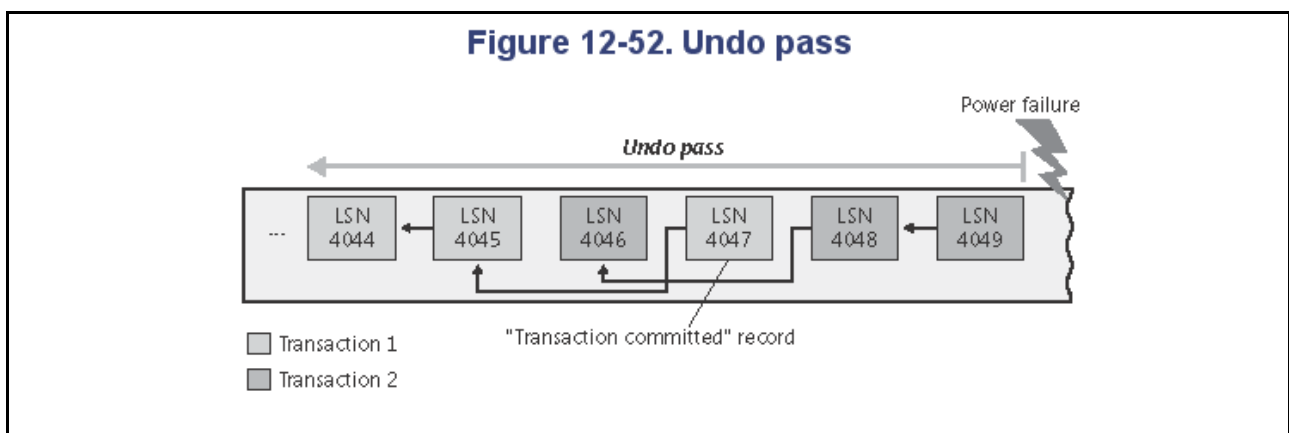 Figure 12-52. Undo pass
Power failure
Undo pass
...
LSN 4044
LSN 4045
LSN 4046
LSN 4047
LSN 4048
LSN 4049
"Transaction committed" record
Transaction 1
Transaction 2